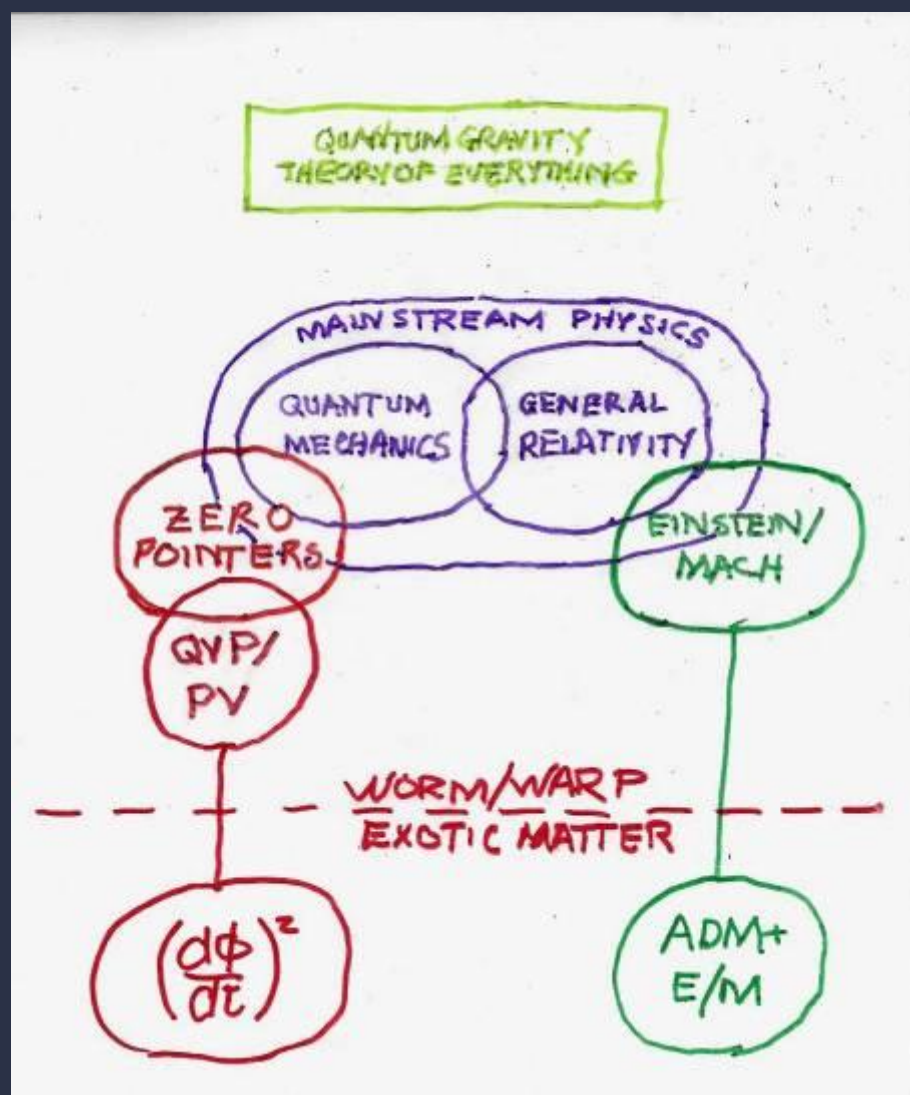 QUANTUM GRAVITY
THEORY OF EVERYTHING
MAINSTREAM PHYSICS
QUANTUM
MECHANICS
GENERAL
RELATIVITY
ZERO
POINTERS
EINSTEIN/
MACH
QVP/
PV
WORM/WARP
EXOTIC MATTER
(dϕ/dτ)²
ADM+
E/M